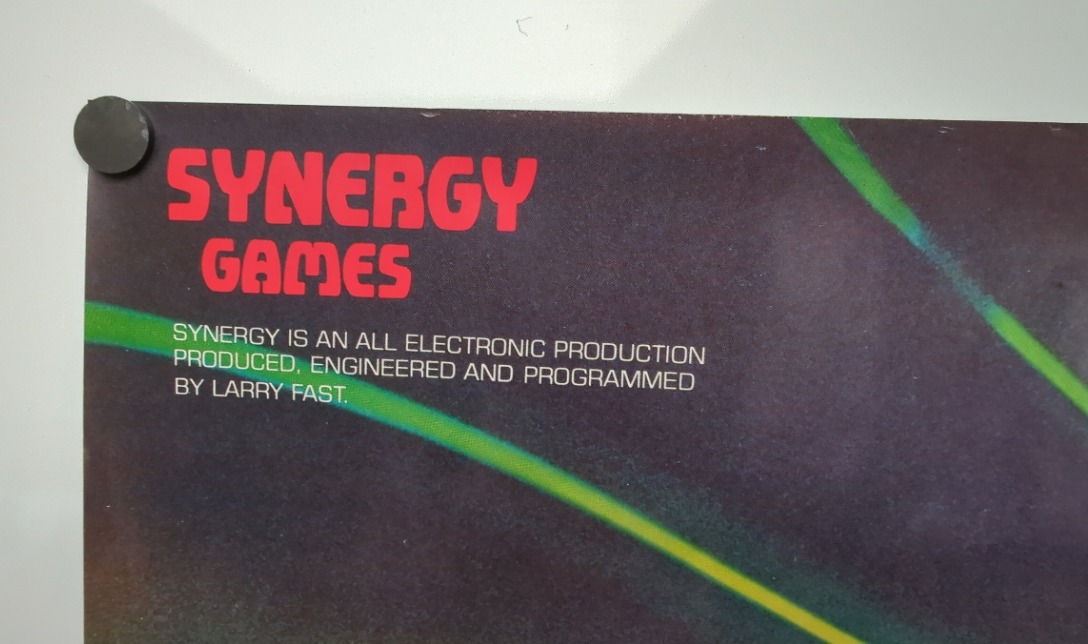 SYNERGY
GAMES
SYNERGY IS AN ALL ELECTRONIC PRODUCTION
PRODUCED, ENGINEERED AND PROGRAMMED
BY LARRY FAST.